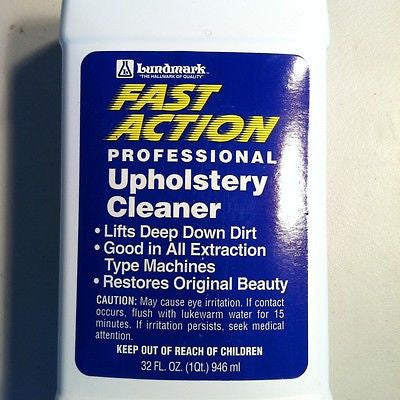 Lundmark
"THE HALLMARK OF QUALITY"
FAST
ACTION
PROFESSIONAL
Upholstery
Cleaner
• Lifts Deep Down Dirt
• Good in All Extraction
Type Machines
• Restores Original Beauty
CAUTION: May cause eye irritation. If contact
occurs, flush with lukewarm water for 15
minutes. If irritation persists, seek medical
attention.
KEEP OUT OF REACH OF CHILDREN
32 FL. OZ. (1Qt.) 946 ml